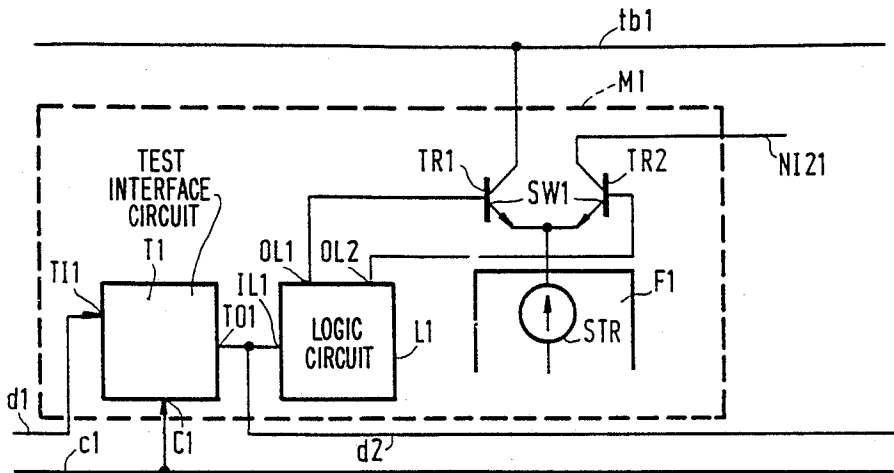 tb1
M1
TEST
INTERFACE
CIRCUIT
T1
TR1
SW1
TR2
NI21
OL1
OL2
TI1
TO1
IL1
LOGIC
CIRCUIT
L1
F1
STR
d1
c1
C1
d2